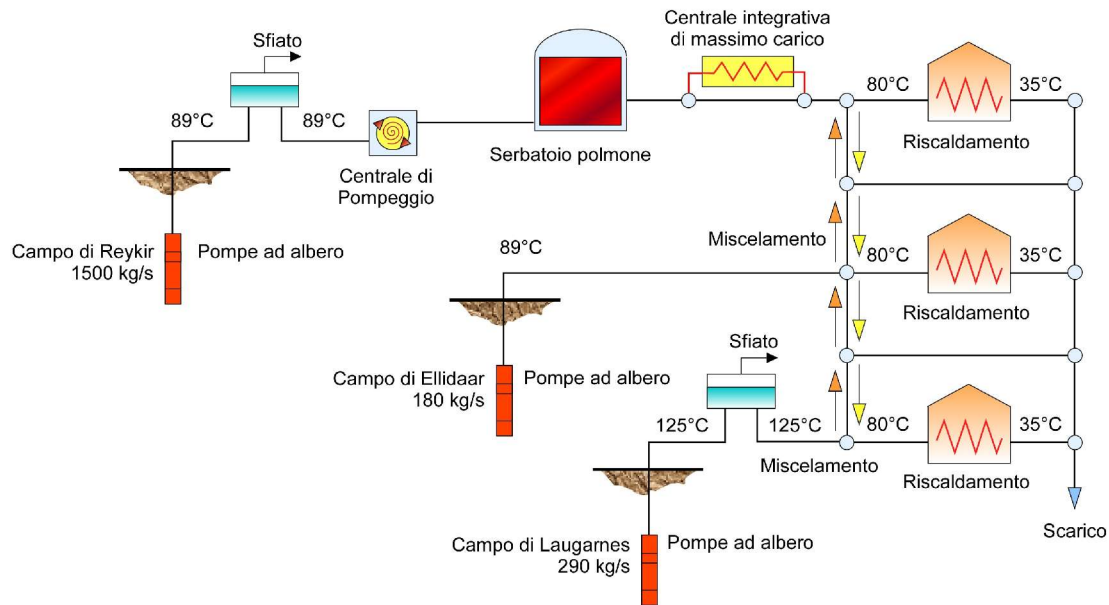 Centrale integrativa
di massimo carico
Sfiato
80°C
35°C
89°C
89°C
Riscaldamento
Serbatoio polmone
Centrale di
Pompeggio
Campo di Reykir
1500 kg/s
Pompe ad albero
Miscelamento
89°C
80°C
35°C
Riscaldamento
Sfiato
Campo di Ellidaar
180 kg/s
Pompe ad albero
125°C
125°C
80°C
35°C
Miscelamento
Riscaldamento
Scarico
Campo di Laugarnes
290 kg/s
Pompe ad albero